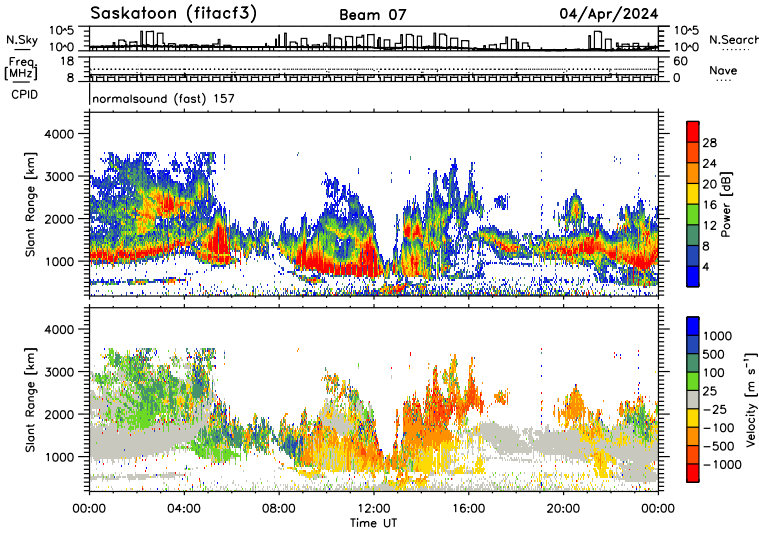 Saskatoon (fitacf3) Beam 07 04/Apr/2024
N.Sky 10^5 10^0 10^5 10^0 N.Search
Freq. [MHz] 18 8 60 0 Nave
CPID normalsound (fast) 157
Slant Range [km] 4000 3000 2000 1000
28 24 20 16 12 8 4 Power [dB]
Slant Range [km] 4000 3000 2000 1000
1000 500 100 25 −25 −100 −500 −1000 Velocity [m s⁻¹]
00:00 04:00 08:00 12:00 16:00 20:00 00:00
Time UT